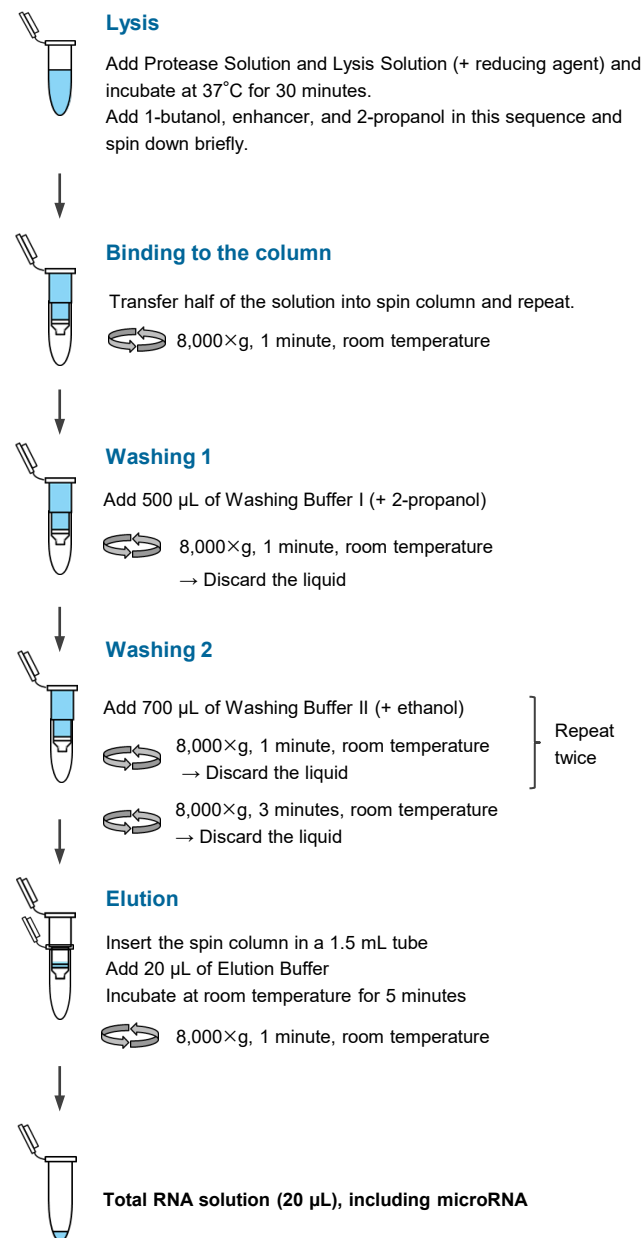 Lysis
Add Protease Solution and Lysis Solution (+ reducing agent) and
incubate at 37°C for 30 minutes.
Add 1-butanol, enhancer, and 2-propanol in this sequence and
spin down briefly.
Binding to the column
Transfer half of the solution into spin column and repeat.
8,000×g, 1 minute, room temperature
Washing 1
Add 500 µL of Washing Buffer I (+ 2-propanol)
8,000×g, 1 minute, room temperature
→ Discard the liquid
Washing 2
Add 700 µL of Washing Buffer II (+ ethanol)
8,000×g, 1 minute, room temperature
→ Discard the liquid
Repeat
twice
8,000×g, 3 minutes, room temperature
→ Discard the liquid
Elution
Insert the spin column in a 1.5 mL tube
Add 20 µL of Elution Buffer
Incubate at room temperature for 5 minutes
8,000×g, 1 minute, room temperature
Total RNA solution (20 µL), including microRNA